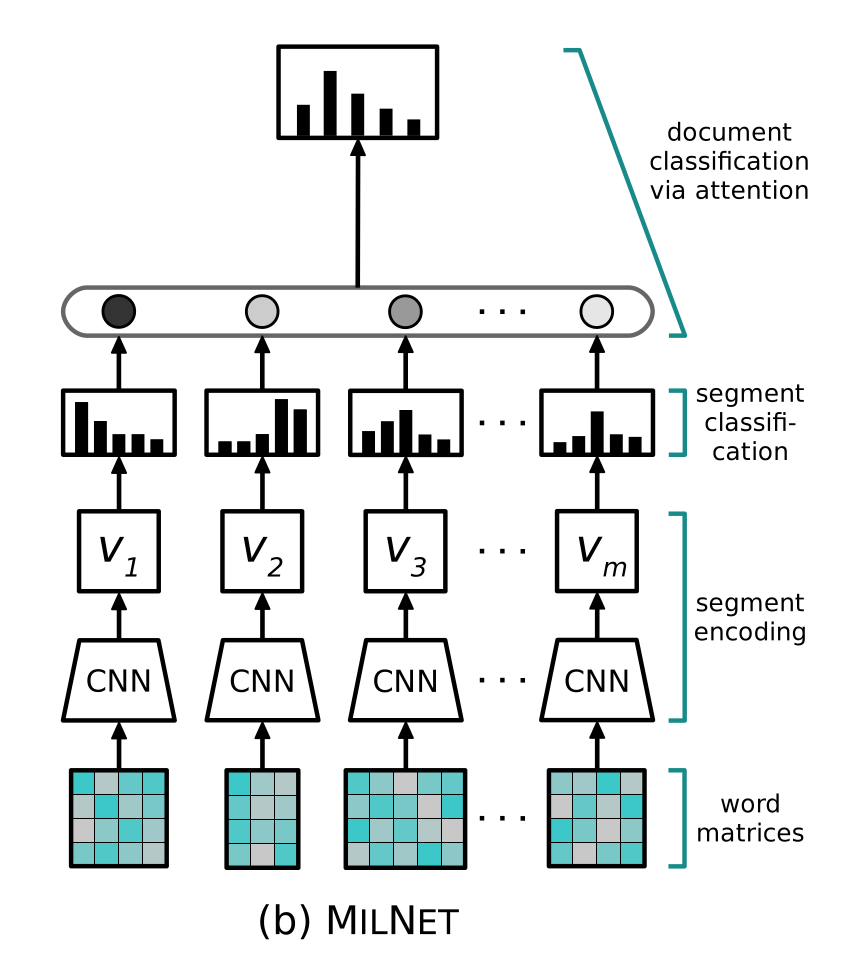 document
classification
via attention
. . .
segment
classifi-
cation
. . .
v1 v2 v3 . . . vm
segment
encoding
CNN CNN CNN . . . CNN
word
matrices
. . .
(b) MILNET